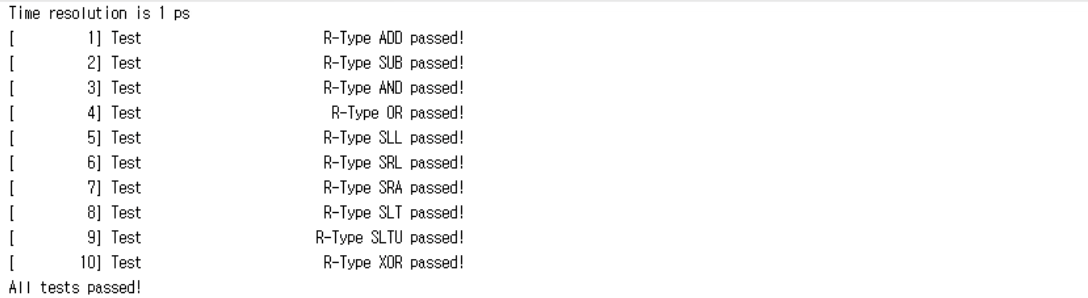 Time resolution is 1 ps
[         1] Test                       R-Type ADD passed!
[         2] Test                       R-Type SUB passed!
[         3] Test                       R-Type AND passed!
[         4] Test                        R-Type OR passed!
[         5] Test                       R-Type SLL passed!
[         6] Test                       R-Type SRL passed!
[         7] Test                       R-Type SRA passed!
[         8] Test                       R-Type SLT passed!
[         9] Test                      R-Type SLTU passed!
[        10] Test                       R-Type XOR passed!
All tests passed!